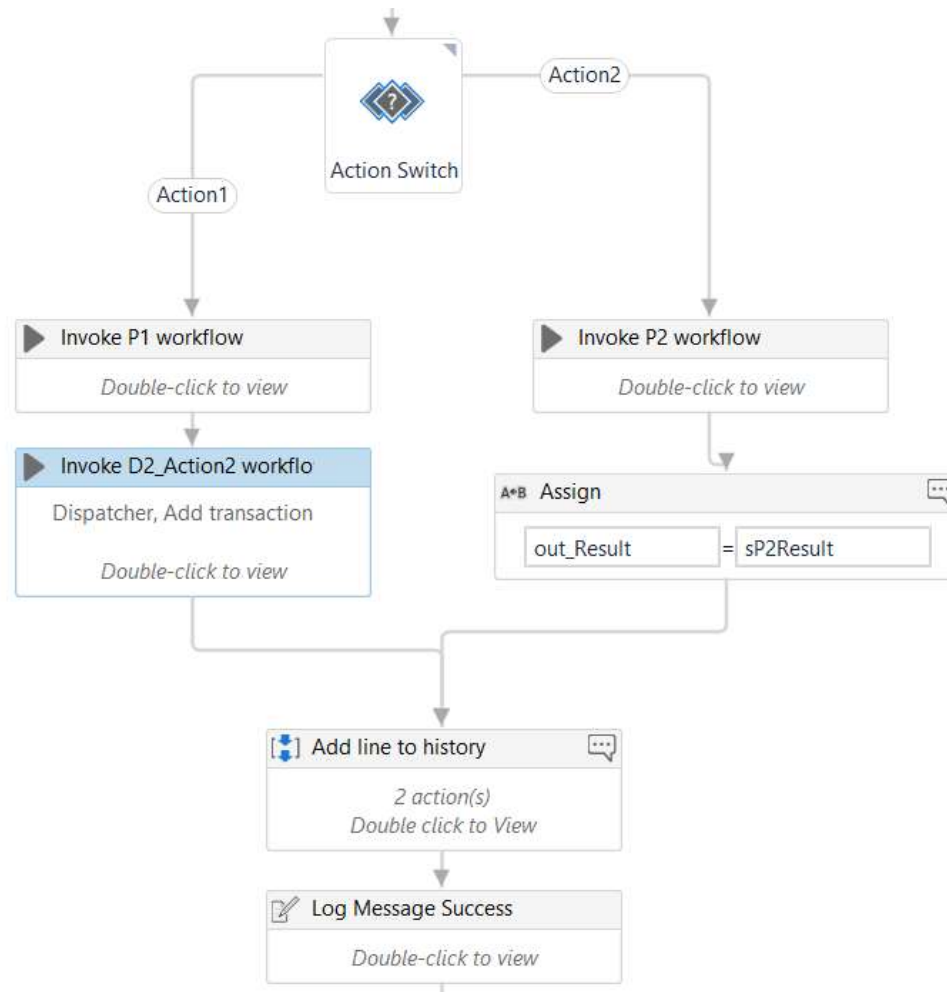 Action2
?
Action Switch
Action1
Invoke P1 workflow
Double-click to view
Invoke P2 workflow
Double-click to view
Invoke D2_Action2 workflo
Dispatcher, Add transaction
Double-click to view
A+B Assign
out_Result = sP2Result
Add line to history
2 action(s)
Double click to View
Log Message Success
Double-click to view